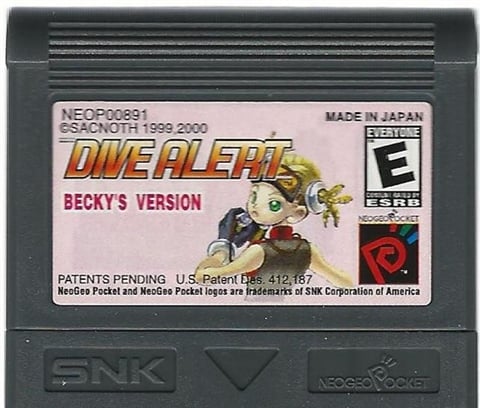 NEOP00891
©SACNOTH 1999,2000
MADE IN JAPAN
DIVE ALERT
BECKY'S VERSION
EVERYONE
E
CONTENT RATED BY
ESRB
NEOGEO POCKET
TM
PATENTS PENDING U.S. Patent Des. 412,187
NeoGeo Pocket and NeoGeo Pocket logos are trademarks of SNK Corporation of America
SNK
NEOGEO POCKET